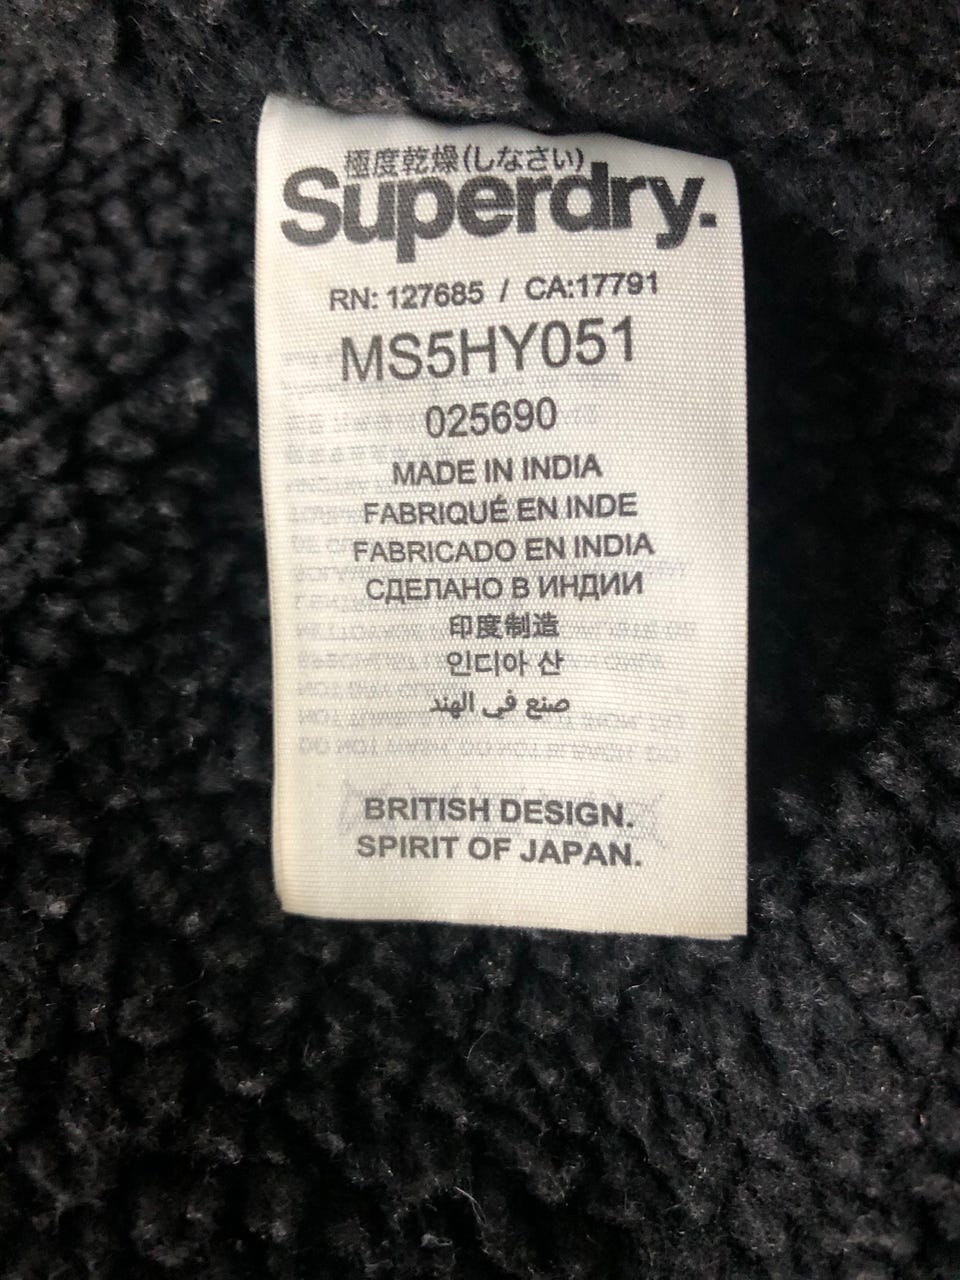 極度乾燥(しなさい)
Superdry.
RN: 127685 / CA:17791
MS5HY051
025690
MADE IN INDIA
FABRIQUÉ EN INDE
FABRICADO EN INDIA
СДЕЛАНО В ИНДИИ
印度制造
인디아 산
صنع في الهند
BRITISH DESIGN.
SPIRIT OF JAPAN.